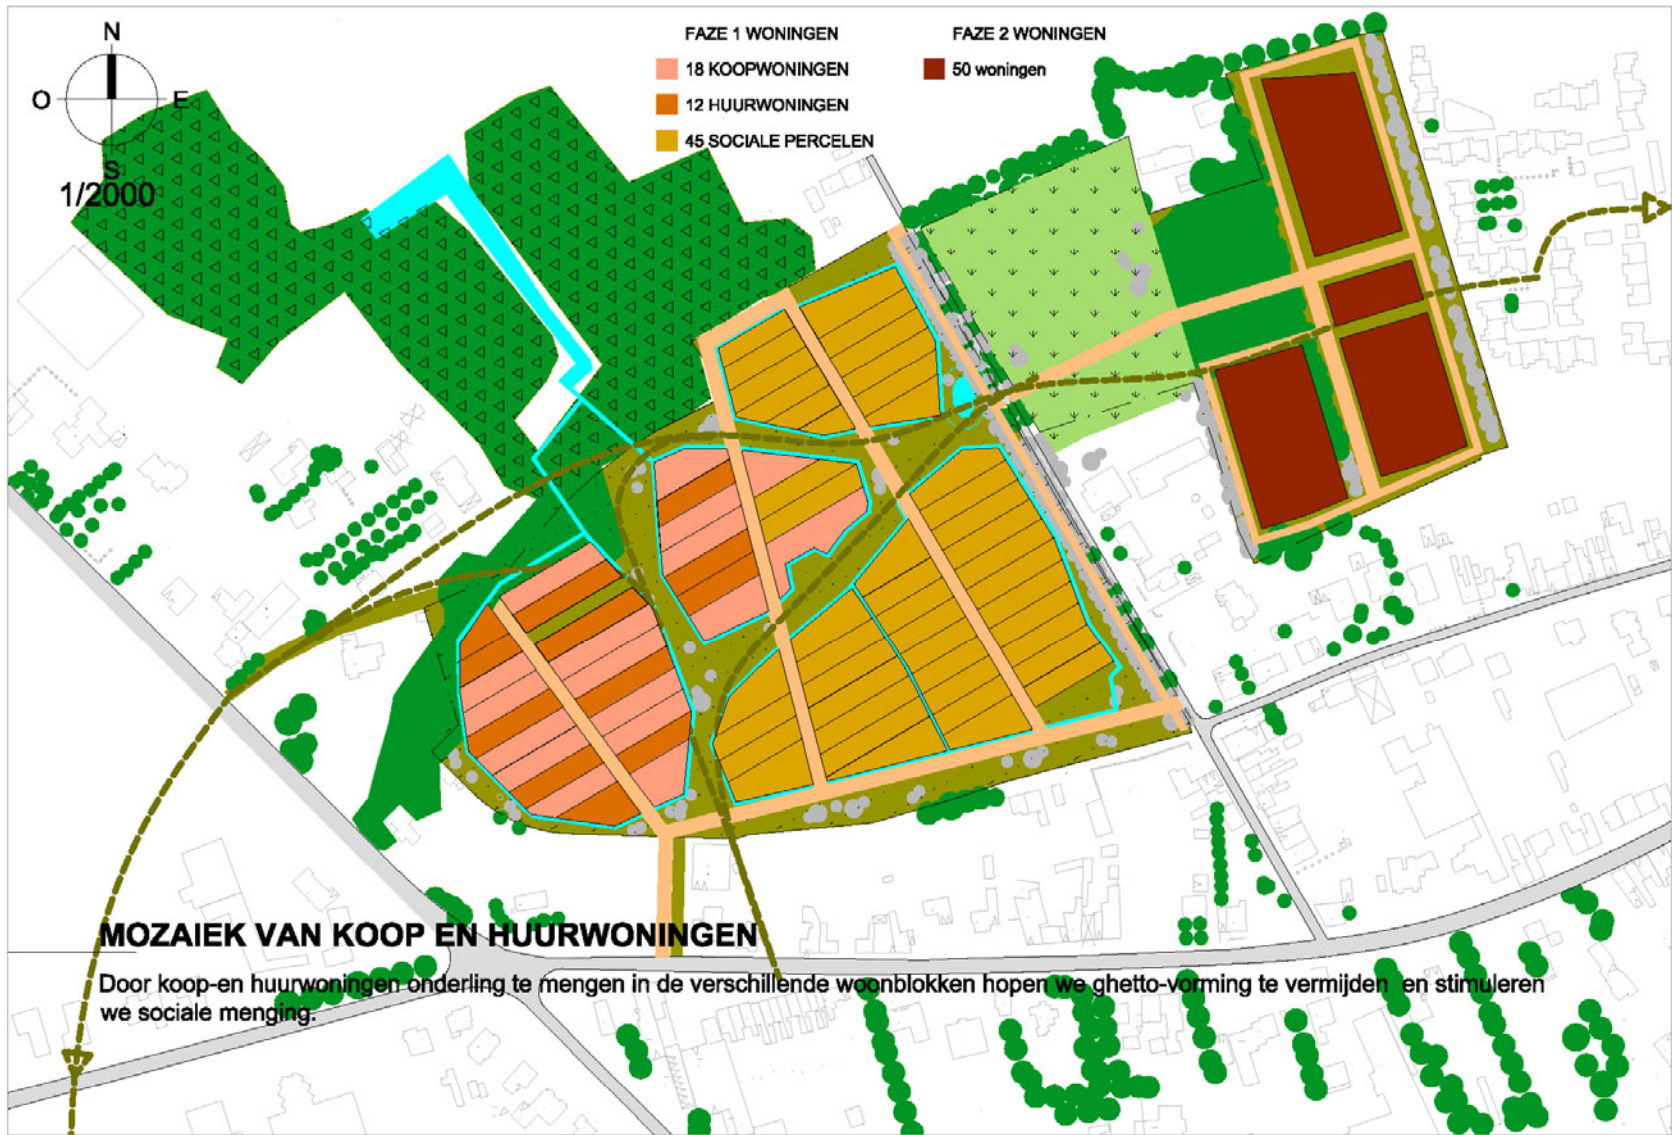 N
O
E
S
1/2000
FAZE 1 WONINGEN
18 KOOPWONINGEN
12 HUURWONINGEN
45 SOCIALE PERCELEN
FAZE 2 WONINGEN
50 woningen
MOZAIEK VAN KOOP EN HUURWONINGEN
Door koop-en huurwoningen onderling te mengen in de verschillende woonblokken hopen we ghetto-vorming te vermijden en stimuleren
we sociale menging.